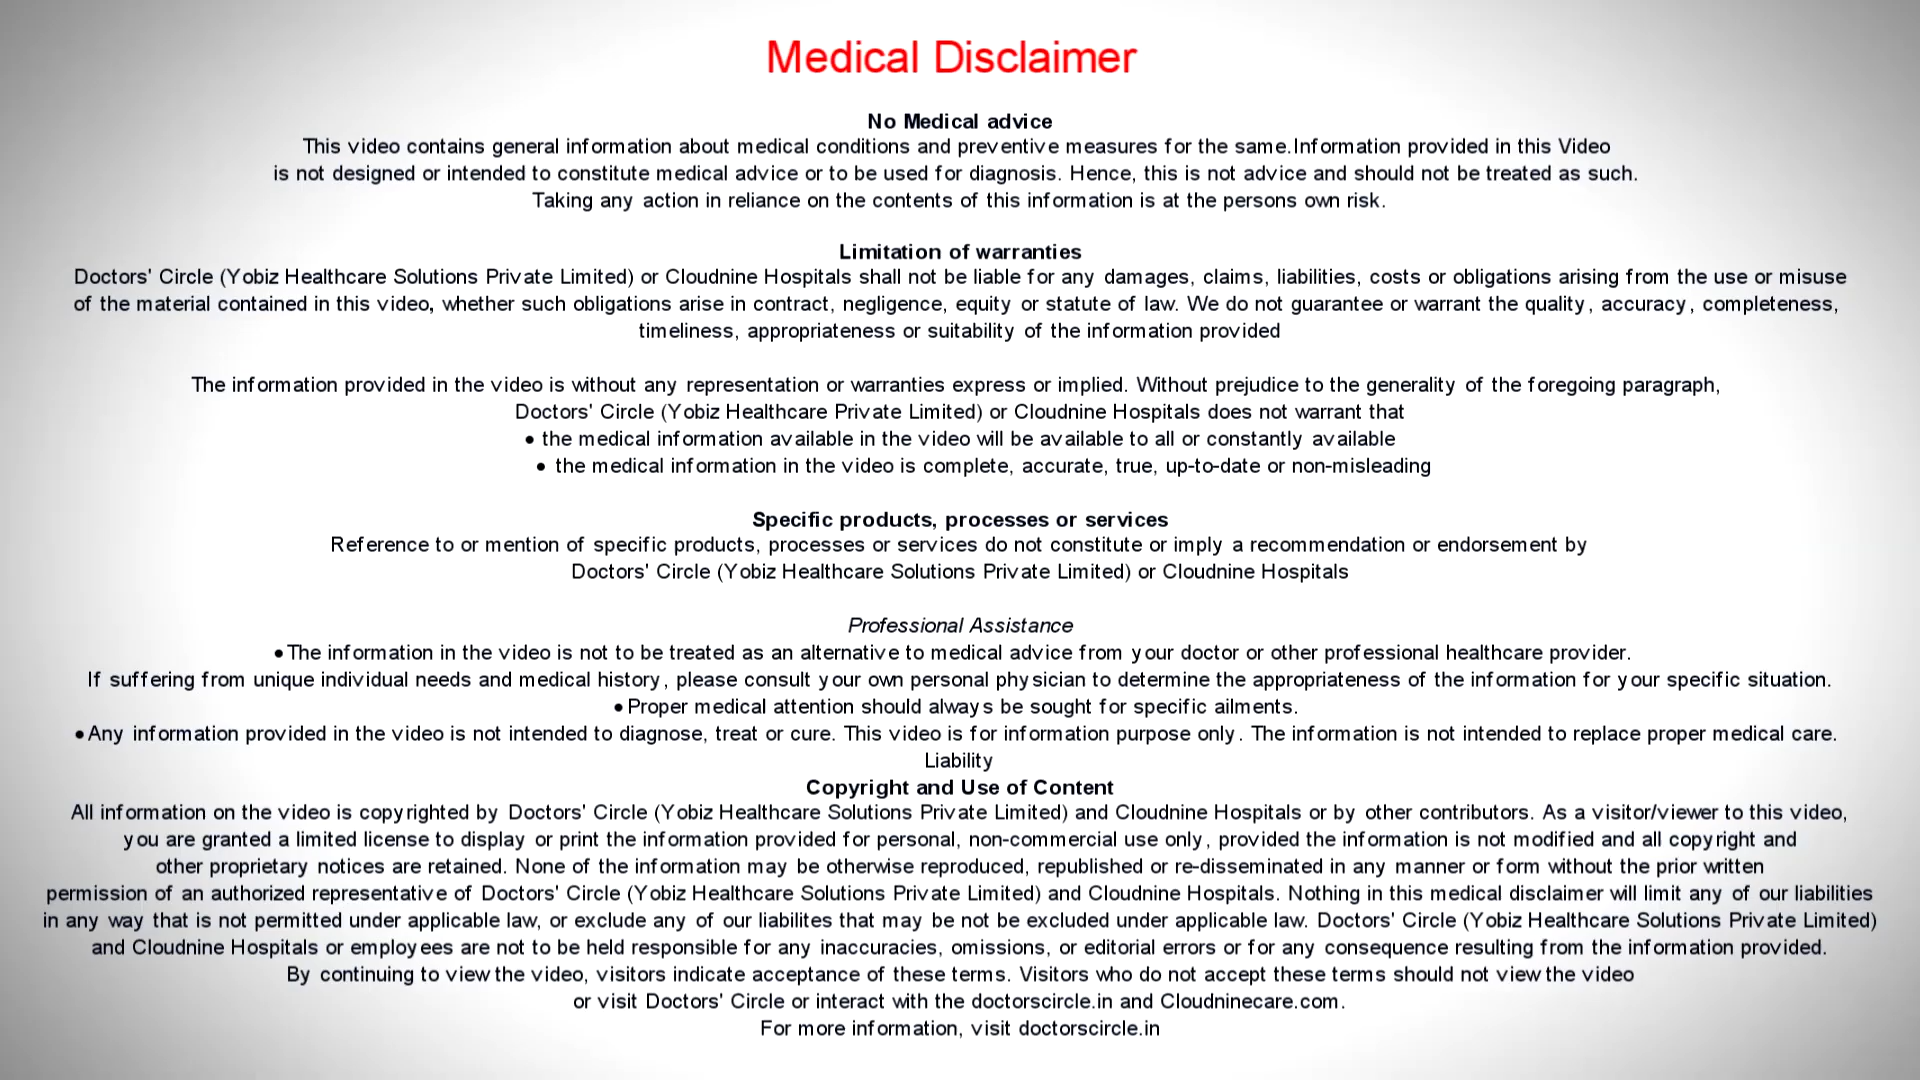 Medical Disclaimer
No Medical advice
This video contains general information about medical conditions and preventive measures for the same.Information provided in this Video
is not designed or intended to constitute medical advice or to be used for diagnosis. Hence, this is not advice and should not be treated as such.
Taking any action in reliance on the contents of this information is at the persons own risk.
Limitation of warranties
Doctors' Circle (Yobiz Healthcare Solutions Private Limited) or Cloudnine Hospitals shall not be liable for any damages, claims, liabilities, costs or obligations arising from the use or misuse
of the material contained in this video, whether such obligations arise in contract, negligence, equity or statute of law. We do not guarantee or warrant the quality, accuracy, completeness,
timeliness, appropriateness or suitability of the information provided
The information provided in the video is without any representation or warranties express or implied. Without prejudice to the generality of the foregoing paragraph,
Doctors' Circle (Yobiz Healthcare Private Limited) or Cloudnine Hospitals does not warrant that
• the medical information available in the video will be available to all or constantly available
• the medical information in the video is complete, accurate, true, up-to-date or non-misleading
Specific products, processes or services
Reference to or mention of specific products, processes or services do not constitute or imply a recommendation or endorsement by
Doctors' Circle (Yobiz Healthcare Solutions Private Limited) or Cloudnine Hospitals
Professional Assistance
•The information in the video is not to be treated as an alternative to medical advice from your doctor or other professional healthcare provider.
If suffering from unique individual needs and medical history, please consult your own personal physician to determine the appropriateness of the information for your specific situation.
•Proper medical attention should always be sought for specific ailments.
•Any information provided in the video is not intended to diagnose, treat or cure. This video is for information purpose only. The information is not intended to replace proper medical care.
Liability
Copyright and Use of Content
All information on the video is copyrighted by Doctors' Circle (Yobiz Healthcare Solutions Private Limited) and Cloudnine Hospitals or by other contributors. As a visitor/viewer to this video,
you are granted a limited license to display or print the information provided for personal, non-commercial use only, provided the information is not modified and all copyright and
other proprietary notices are retained. None of the information may be otherwise reproduced, republished or re-disseminated in any manner or form without the prior written
permission of an authorized representative of Doctors' Circle (Yobiz Healthcare Solutions Private Limited) and Cloudnine Hospitals. Nothing in this medical disclaimer will limit any of our liabilities
in any way that is not permitted under applicable law, or exclude any of our liabilites that may be not be excluded under applicable law. Doctors' Circle (Yobiz Healthcare Solutions Private Limited)
and Cloudnine Hospitals or employees are not to be held responsible for any inaccuracies, omissions, or editorial errors or for any consequence resulting from the information provided.
By continuing to view the video, visitors indicate acceptance of these terms. Visitors who do not accept these terms should not view the video
or visit Doctors' Circle or interact with the doctorscircle.in and Cloudninecare.com.
For more information, visit doctorscircle.in